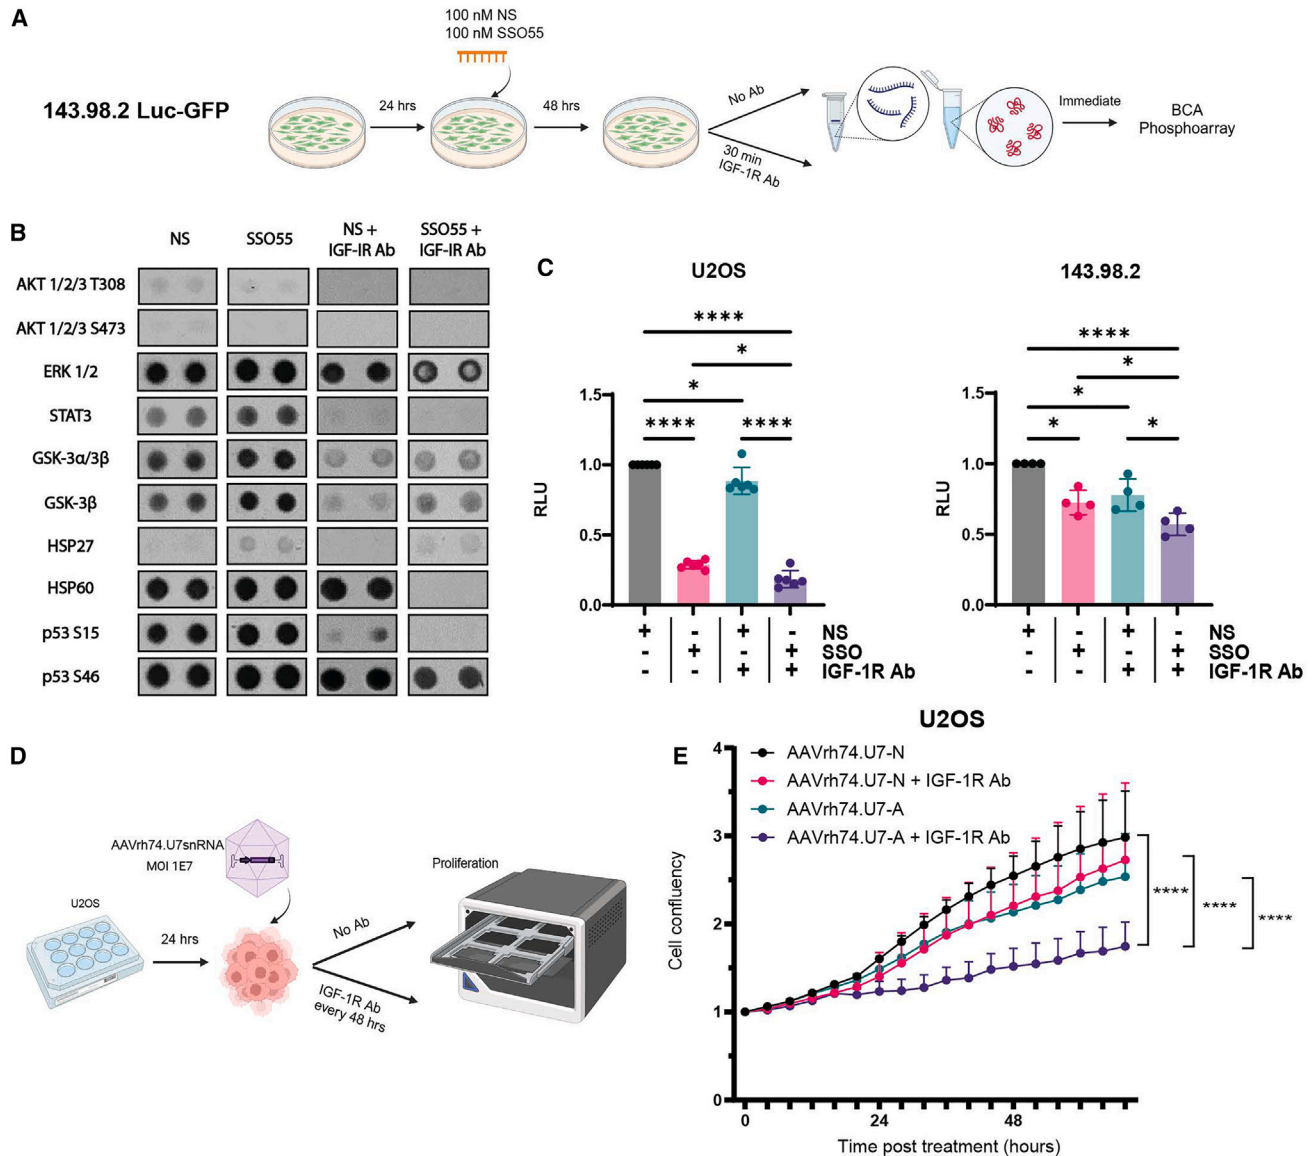 A
100 nM NS
100 nM SSO55
143.98.2 Luc-GFP
24 hrs
48 hrs
No Ab
30 min
IGF-1R Ab
Immediate
BCA
Phosphoarray
B
NS
SSO55
NS +
IGF-IR Ab
SSO55 +
IGF-IR Ab
AKT 1/2/3 T308
AKT 1/2/3 S473
ERK 1/2
STAT3
GSK-3α/3β
GSK-3β
HSP27
HSP60
p53 S15
p53 S46
C
U2OS
****
*
*
**** ****
1.5
1.0
0.5
0.0
RLU
+ - + - NS
- + - + SSO
- - + + IGF-1R Ab
143.98.2
****
*
*
* *
1.5
1.0
0.5
0.0
RLU
+ - + - NS
- + - + SSO
- - + + IGF-1R Ab
D
AAVrh74.U7snRNA
MOI 1E7
U2OS
24 hrs
No Ab
IGF-1R Ab
every 48 hrs
Proliferation
E
U2OS
AAVrh74.U7-N
AAVrh74.U7-N + IGF-1R Ab
AAVrh74.U7-A
AAVrh74.U7-A + IGF-1R Ab
4
3
2
1
0
Cell confluency
**** **** ****
0 24 48
Time post treatment (hours)